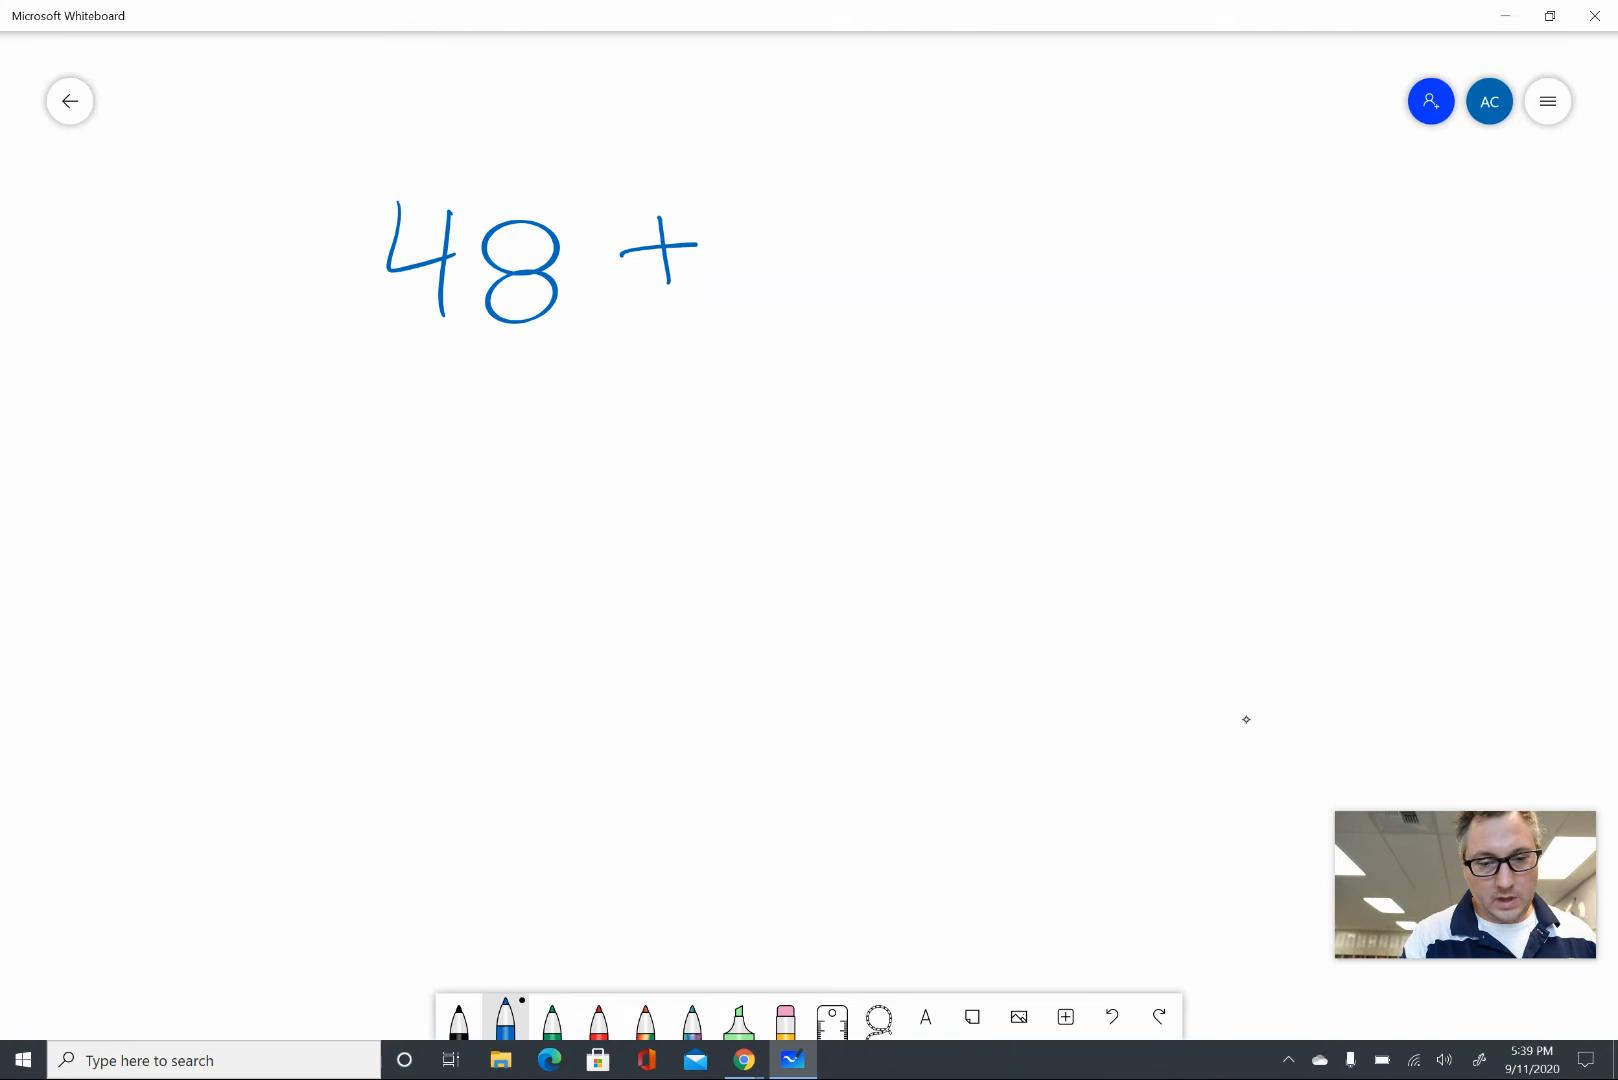 Microsoft Whiteboard
AC
48 +
A
Type here to search
5:39 PM
9/11/2020